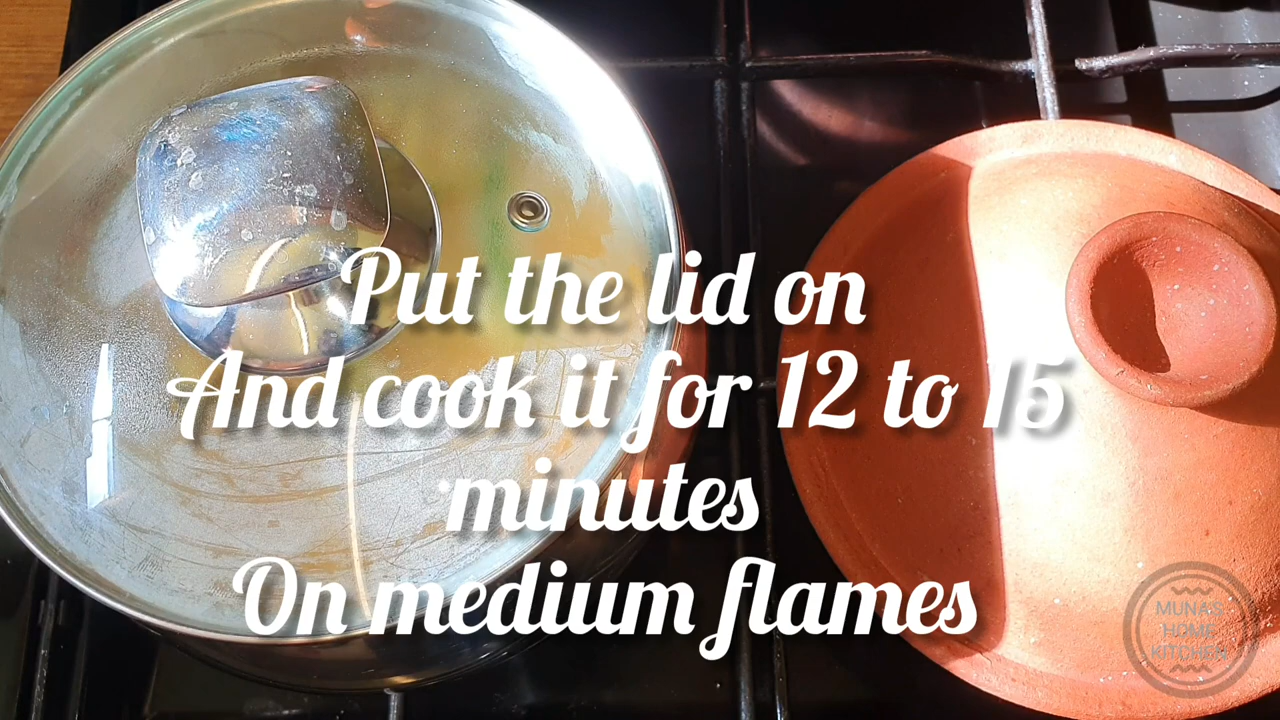 Put the lid on
And cook it for 12 to 15
minutes
On medium flames
MUNAS
HOME
KITCHEN